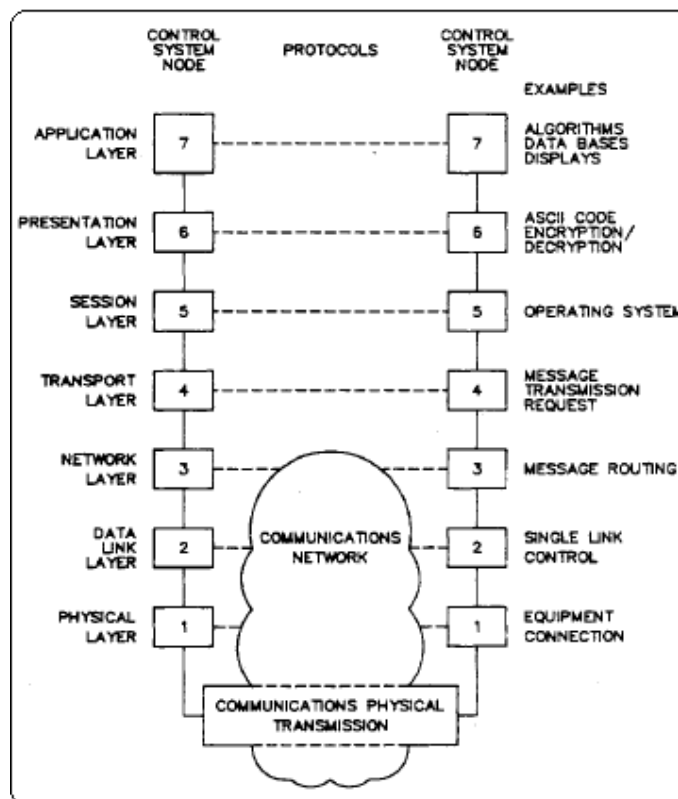 CONTROL
SYSTEM
NODE
PROTOCOLS
CONTROL
SYSTEM
NODE
EXAMPLES
APPLICATION
LAYER
7
7
ALGORITHMS
DATA BASES
DISPLAYS
PRESENTATION
LAYER
6
6
ASCII CODE
ENCRYPTION/
DECRYPTION
SESSION
LAYER
5
5
OPERATING SYSTEM
TRANSPORT
LAYER
4
4
MESSAGE
TRANSMISSION
REQUEST
NETWORK
LAYER
3
3
MESSAGE ROUTING
DATA
LINK
LAYER
2
COMMUNICATIONS
NETWORK
2
SINGLE LINK
CONTROL
PHYSICAL
LAYER
1
1
EQUIPMENT
CONNECTION
COMMUNICATIONS PHYSICAL
TRANSMISSION